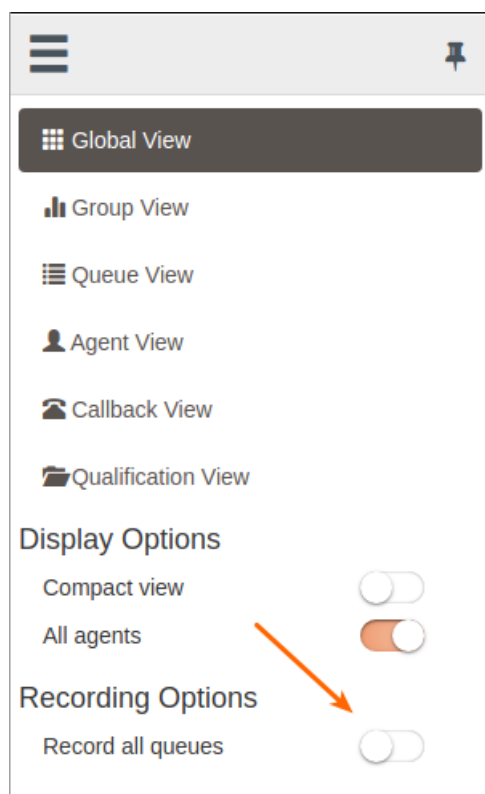 Global View
Group View
Queue View
Agent View
Callback View
Qualification View
Display Options
Compact view
All agents
Recording Options
Record all queues